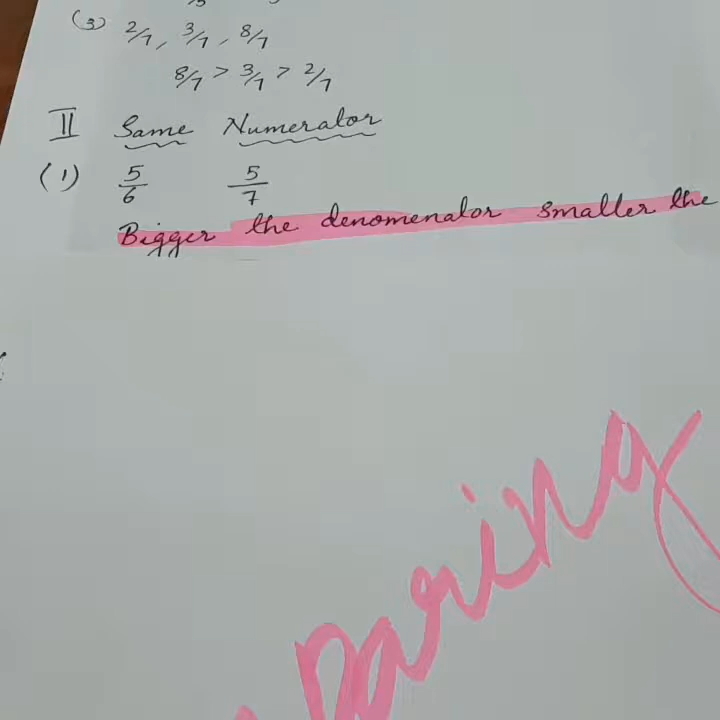 (3) 2/7, 3/7, 8/7
8/7 > 3/7 > 2/7
II Same Numerator
(1) 5/6 5/7
Bigger the denomenator smaller the
paring